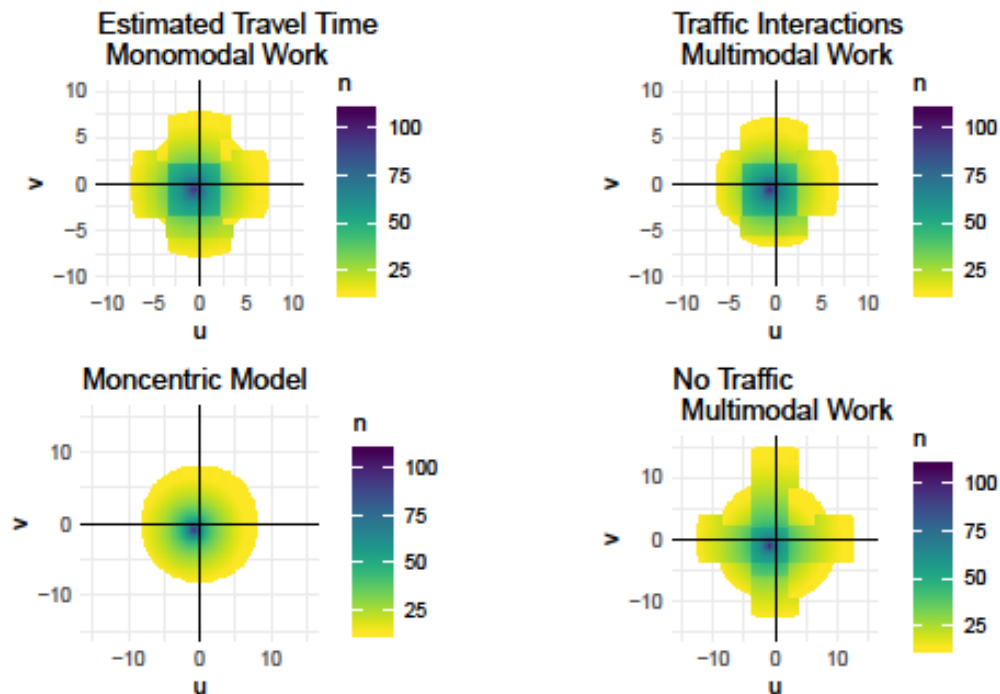 Estimated Travel Time
Monomodal Work
n
10
5
0
−5
−10
v
100
75
50
25
−10 −5 0 5 10
u
Traffic Interactions
Multimodal Work
n
10
5
0
−5
−10
v
100
75
50
25
−10 −5 0 5 10
u
Moncentric Model
n
10
0
−10
v
100
75
50
25
−10 0 10
u
No Traffic
Multimodal Work
n
10
0
−10
v
100
75
50
25
−10 0 10
u